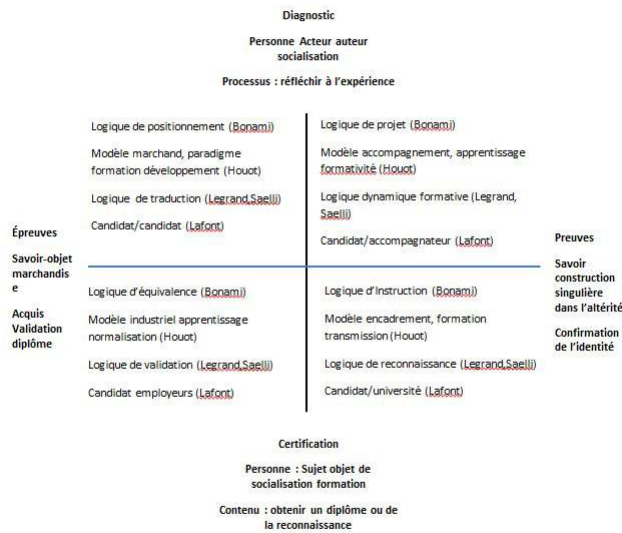 Diagnostic
Personne Acteur auteur
socialisation
Processus : réfléchir à l'expérience
Logique de positionnement (Bonami)
Modèle marchand, paradigme
formation développement (Houot)
Logique de traduction (Legrand,Saelli)
Candidat/candidat (Lafont)
Logique de projet (Bonami)
Modèle accompagnement, apprentissage
formativité (Houot)
Logique dynamique formative (Legrand,
Saelli)
Candidat/accompagnateur (Lafont)
Épreuves
Savoir-objet
marchandis
e
Acquis
Validation
diplôme
Preuves
Savoir
construction
singulière
dans l'altérité
Confirmation
de l'identité
Logique d'équivalence (Bonami)
Modèle industriel apprentissage
normalisation (Houot)
Logique de validation (Legrand,Saelli)
Candidat employeurs (Lafont)
Logique d'Instruction (Bonami)
Modèle encadrement, formation
transmission (Houot)
Logique de reconnaissance (Legrand,Saelli)
Candidat/université (Lafont)
Certification
Personne : Sujet objet de
socialisation formation
Contenu : obtenir un diplôme ou de
la reconnaissance